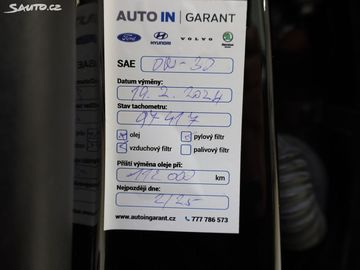 SAUTO.CZ
AUTO IN | GARANT
Ford HYUNDAI VOLVO ŠKODA
SAE 0W-30
Datum výměny:
19.2.2024
Stav tachometru:
97417
olej pylový filtr
vzduchový filtr palivový filtr
Příští výměna oleje při:
112 000 km
Nejpozději dne:
2/25
www.autoingarant.cz 777 786 573